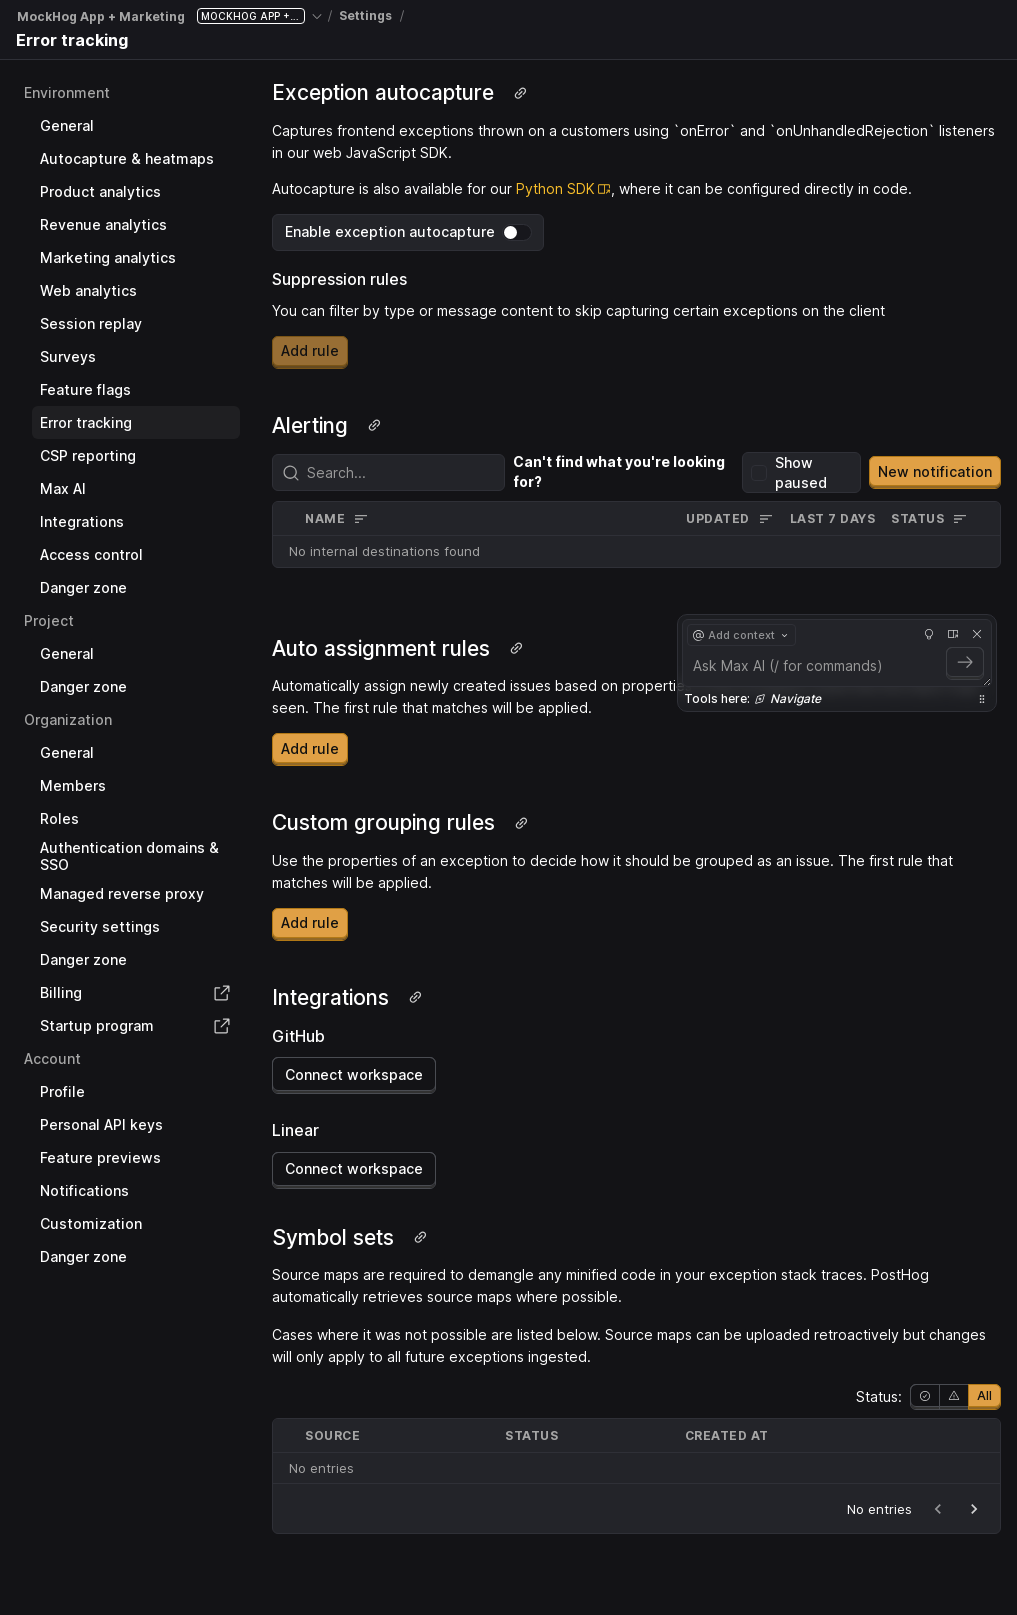 MockHog App + Marketing MOCKHOG APP +... / Settings /
Error tracking
Environment
General
Autocapture & heatmaps
Product analytics
Revenue analytics
Marketing analytics
Web analytics
Session replay
Surveys
Feature flags
Error tracking
CSP reporting
Max AI
Integrations
Access control
Danger zone
Project
General
Danger zone
Organization
General
Members
Roles
Authentication domains &
SSO
Managed reverse proxy
Security settings
Danger zone
Billing
Startup program
Account
Profile
Personal API keys
Feature previews
Notifications
Customization
Danger zone
Exception autocapture
Captures frontend exceptions thrown on a customers using `onError` and `onUnhandledRejection` listeners
in our web JavaScript SDK.
Autocapture is also available for our Python SDK, where it can be configured directly in code.
Enable exception autocapture
Suppression rules
You can filter by type or message content to skip capturing certain exceptions on the client
Add rule
Alerting
Search...
Can't find what you're looking
for?
Show
paused
New notification
NAME UPDATED LAST 7 DAYS STATUS
No internal destinations found
Auto assignment rules
Automatically assign newly created issues based on propertie
seen. The first rule that matches will be applied.
Add rule
@ Add context
Ask Max AI (/ for commands)
Tools here: Navigate
Custom grouping rules
Use the properties of an exception to decide how it should be grouped as an issue. The first rule that
matches will be applied.
Add rule
Integrations
GitHub
Connect workspace
Linear
Connect workspace
Symbol sets
Source maps are required to demangle any minified code in your exception stack traces. PostHog
automatically retrieves source maps where possible.
Cases where it was not possible are listed below. Source maps can be uploaded retroactively but changes
will only apply to all future exceptions ingested.
Status: All
SOURCE STATUS CREATED AT
No entries
No entries